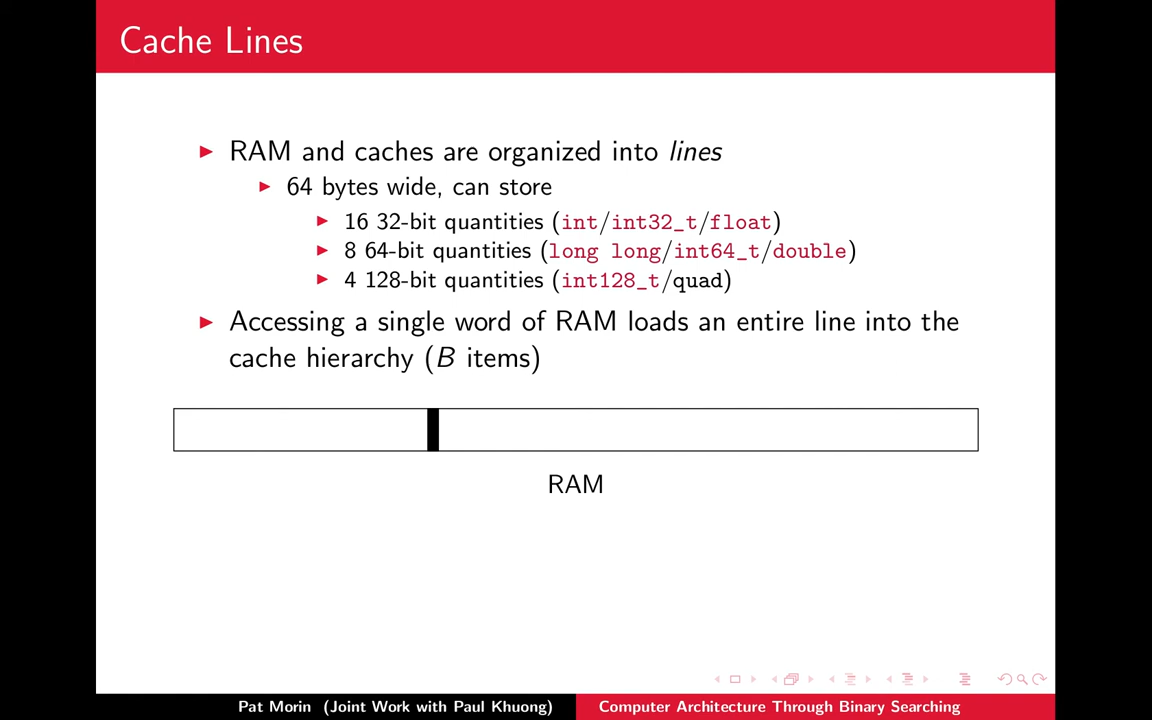 Cache Lines
RAM and caches are organized into lines
64 bytes wide, can store
16 32-bit quantities (int/int32_t/float)
8 64-bit quantities (long long/int64_t/double)
4 128-bit quantities (int128_t/quad)
Accessing a single word of RAM loads an entire line into the
cache hierarchy (B items)
RAM
Pat Morin (Joint Work with Paul Khuong)
Computer Architecture Through Binary Searching